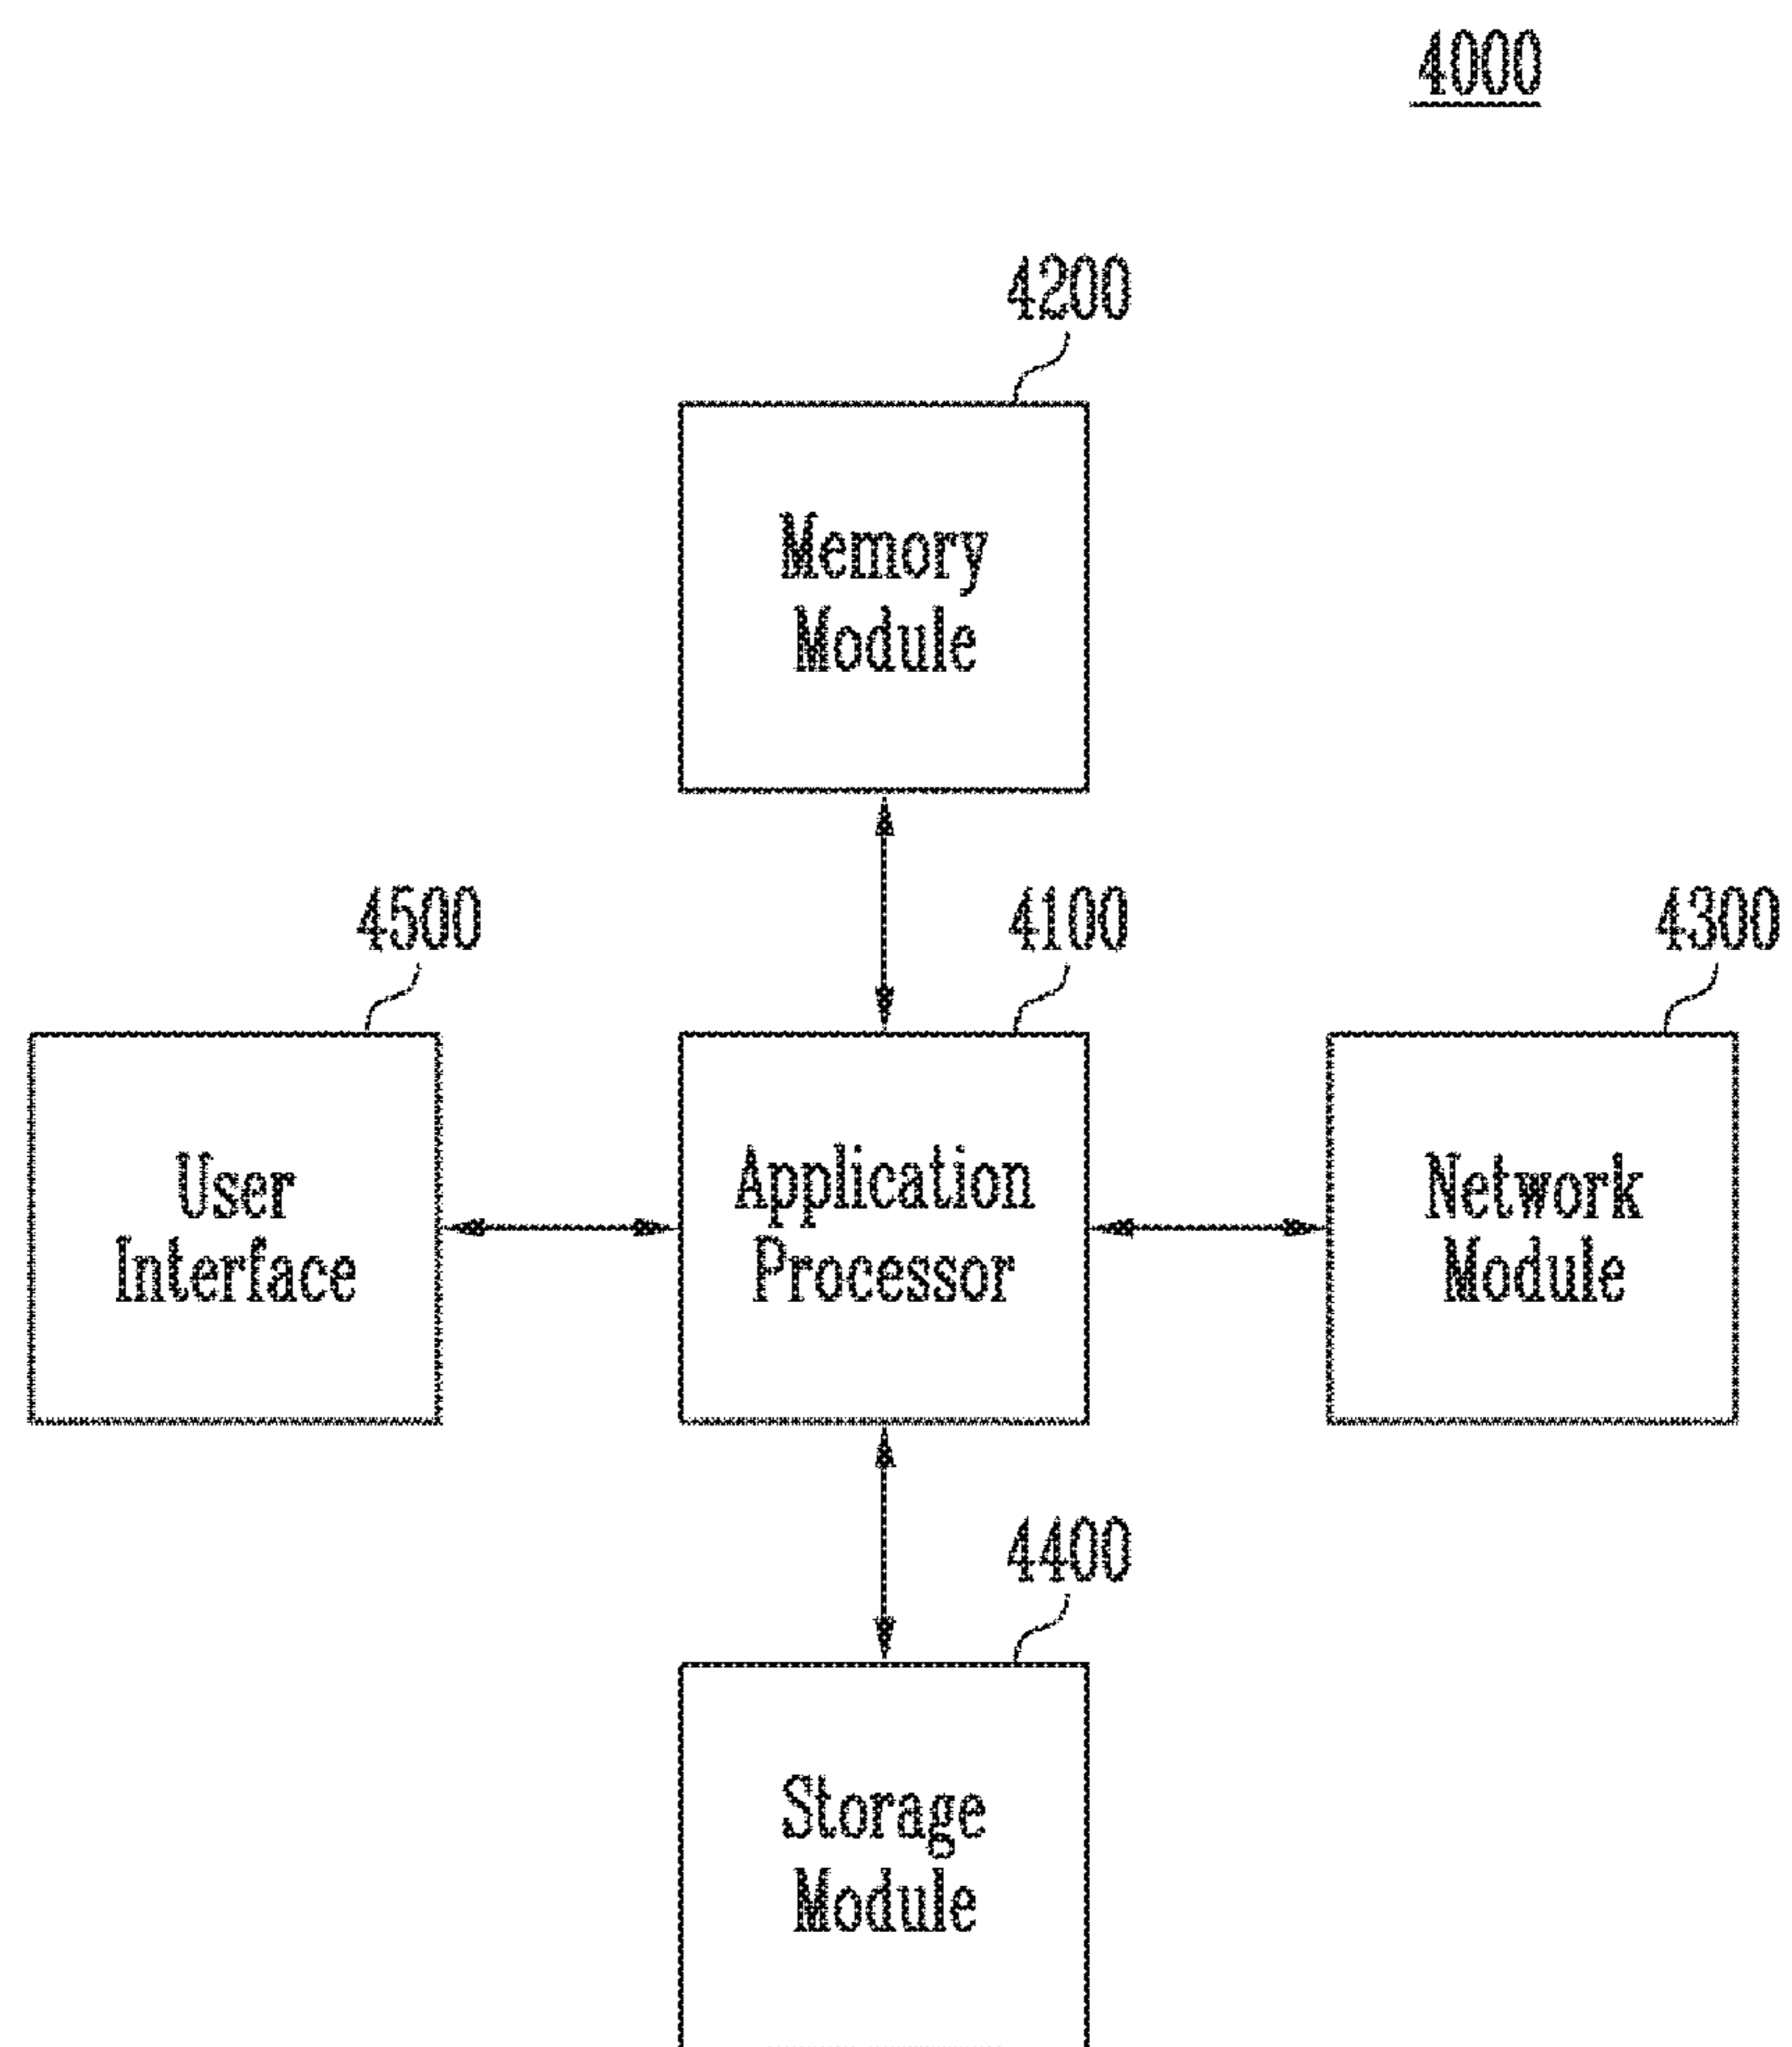 4000
4200
Memory
Module
4500
4100
4300
User
Interface
Application
Processor
Network
Module
4400
Storage
Module